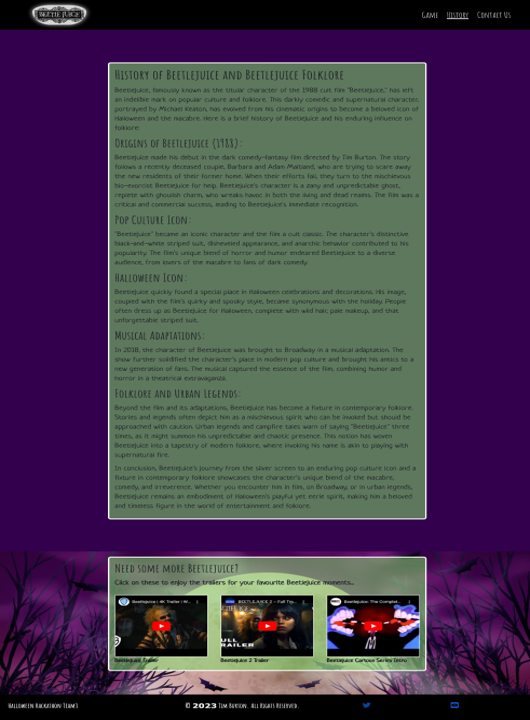 BEETLEJUICE
Game History Contact Us
History of Beetlejuice and Beetlejuice Folklore
Beetlejuice, famously known as the titular character of the 1988 cult film "Beetlejuice," has left
an indelible mark on popular culture and folklore. This darkly comedic and supernatural character,
portrayed by Michael Keaton, has evolved from his cinematic origins to become a beloved icon of
Halloween and the macabre. Here is a brief history of Beetlejuice and his enduring influence on
folklore:
Origins of Beetlejuice (1988):
Beetlejuice made his debut in the dark comedy-fantasy film directed by Tim Burton. The story
follows a recently deceased couple, Barbara and Adam Maitland, who are trying to scare away
the new residents of their former home. When their efforts fail, they turn to the mischievous
bio-exorcist Beetlejuice for help. Beetlejuice's character is a zany and unpredictable ghost,
replete with ghoulish charm, who wreaks havoc in both the living and dead realms. The film was a
critical and commercial success, leading to Beetlejuice's immediate recognition.
Pop Culture Icon:
"Beetlejuice" became an iconic character and the film a cult classic. The character's distinctive
black-and-white striped suit, disheveled appearance, and anarchic behavior contributed to his
popularity. The film's unique blend of horror and humor endeared Beetlejuice to a diverse
audience, from lovers of the macabre to fans of dark comedy.
Halloween Icon:
Beetlejuice quickly found a special place in Halloween celebrations and decorations. His image,
coupled with the film's quirky and spooky style, became synonymous with the holiday. People
often dress up as Beetlejuice for Halloween, complete with wild hair, pale makeup, and that
unforgettable striped suit.
Musical Adaptations:
In 2018, the character of Beetlejuice was brought to Broadway in a musical adaptation. The
show further solidified the character's place in modern pop culture and brought his antics to a
new generation of fans. The musical captured the essence of the film, combining humor and
horror in a theatrical extravaganza.
Folklore and Urban Legends:
Beyond the film and its adaptations, Beetlejuice has become a fixture in contemporary folklore.
Stories and legends often depict him as a mischievous spirit who can be invoked but should be
approached with caution. Urban legends and campfire tales warn of saying "Beetlejuice" three
times, as it might summon his unpredictable and chaotic presence. This notion has woven
Beetlejuice into a tapestry of modern folklore, where invoking his name is akin to playing with
supernatural fire.
In conclusion, Beetlejuice's journey from the silver screen to an enduring pop culture icon and a
fixture in contemporary folklore showcases the character's unique blend of the macabre,
comedy, and irreverence. Whether you encounter him in film, on Broadway, or in urban legends,
Beetlejuice remains an embodiment of Halloween's playful yet eerie spirit, making him a beloved
and timeless figure in the world of entertainment and folklore.
Need some more Beetlejuice?
Click on these to enjoy the trailers for your favourite Beetlejuice moments...
Beetlejuice | 4K Trailer | W...
BEETLEJUICE 2 – Full Tra...
Beetlejuice: The Complet...
FULL
TRAILER
Beetlejuice Trailer
Beetlejuice 2 Trailer
Beetlejuice Cartoon Series Intro
Halloween Hackathon Team 3
© 2023 Tim Burton. All Rights Reserved.